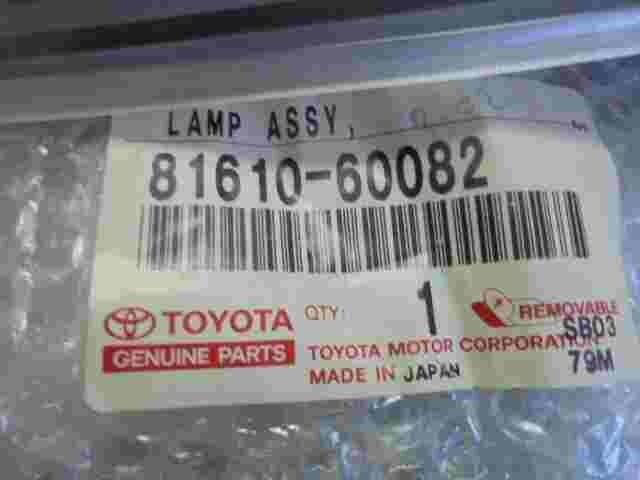 LAMP ASSY,
81610-60082
TOYOTA
GENUINE PARTS
QTY: 1
REMOVABLE
SB03
TOYOTA MOTOR CORPORATION
79M
MADE IN JAPAN